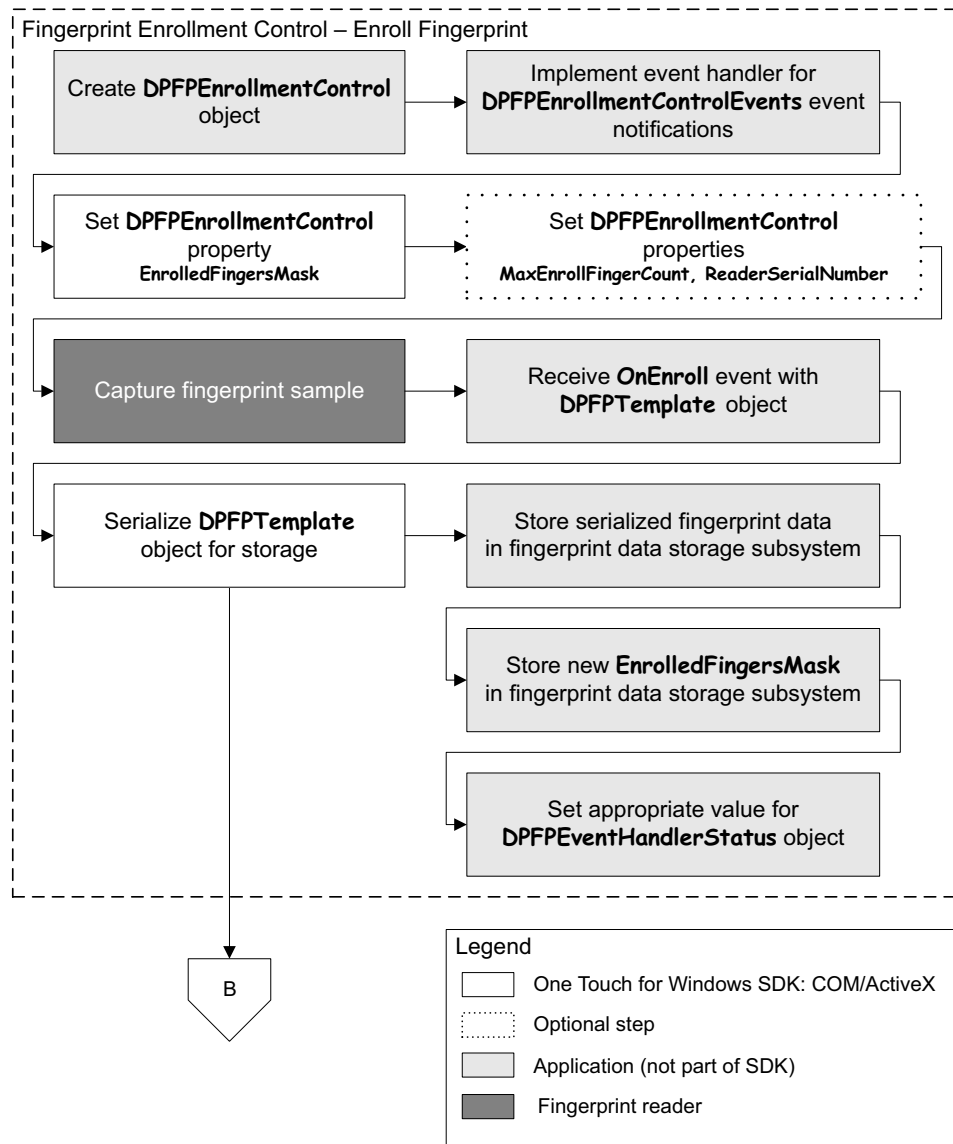 Fingerprint Enrollment Control – Enroll Fingerprint
Create DPFPEnrollmentControl
object
Implement event handler for
DPFPEnrollmentControlEvents event
notifications
Set DPFPEnrollmentControl
property
EnrolledFingersMask
Set DPFPEnrollmentControl
properties
MaxEnrollFingerCount, ReaderSerialNumber
Capture fingerprint sample
Receive OnEnroll event with
DPFPTemplate object
Serialize DPFPTemplate
object for storage
Store serialized fingerprint data
in fingerprint data storage subsystem
Store new EnrolledFingersMask
in fingerprint data storage subsystem
Set appropriate value for
DPFPEventHandlerStatus object
B
Legend
One Touch for Windows SDK: COM/ActiveX
Optional step
Application (not part of SDK)
Fingerprint reader